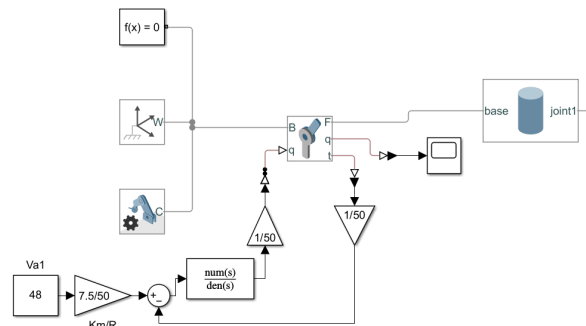 f(x) = 0
W
C
B
F
q
q
t
base
joint1
1/50
1/50
num(s)
den(s)
Va1
48
7.5/50
Km/R
+
−